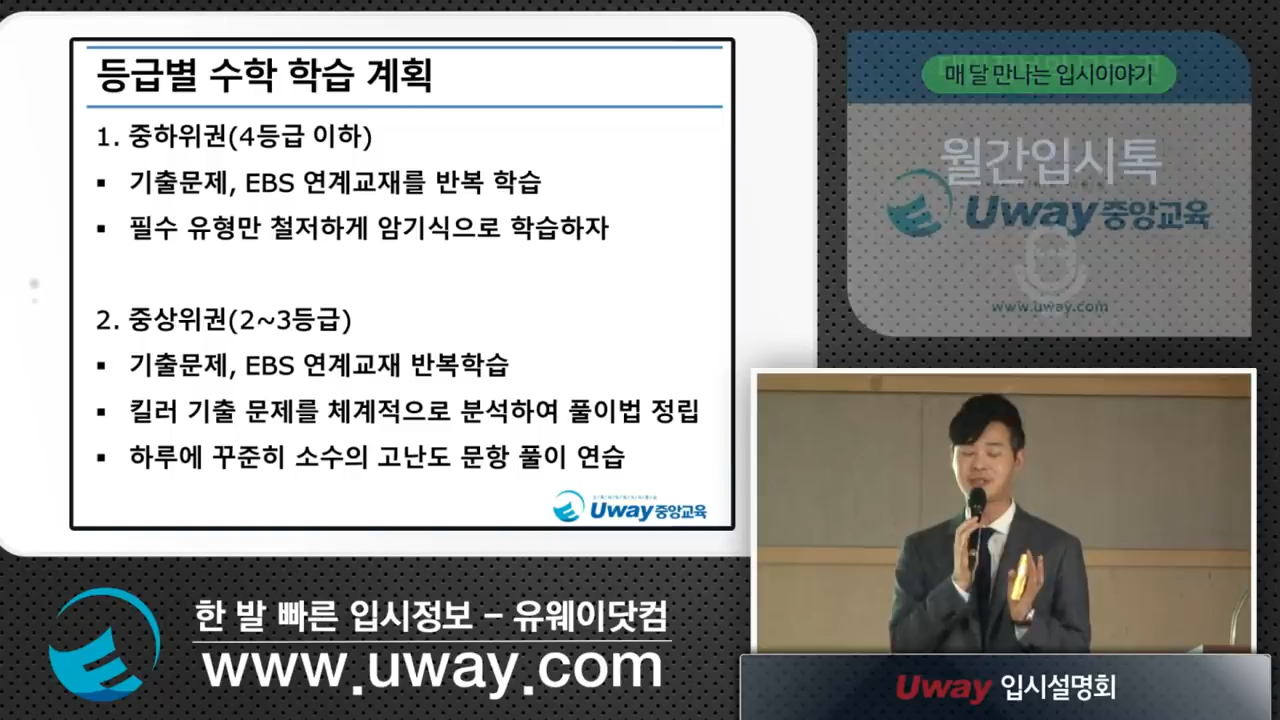 등급별 수학 학습 계획
1. 중하위권(4등급 이하)
▪ 기출문제, EBS 연계교재를 반복 학습
▪ 필수 유형만 철저하게 암기식으로 학습하자
2. 중상위권(2~3등급)
▪ 기출문제, EBS 연계교재 반복학습
▪ 킬러 기출 문제를 체계적으로 분석하여 풀이법 정립
▪ 하루에 꾸준히 소수의 고난도 문항 풀이 연습
Uway중앙교육
매 달 만나는 입시이야기
월간입시톡
Uway중앙교육
www.uway.com
한 발 빠른 입시정보 – 유웨이닷컴
www.uway.com
Uway 입시설명회